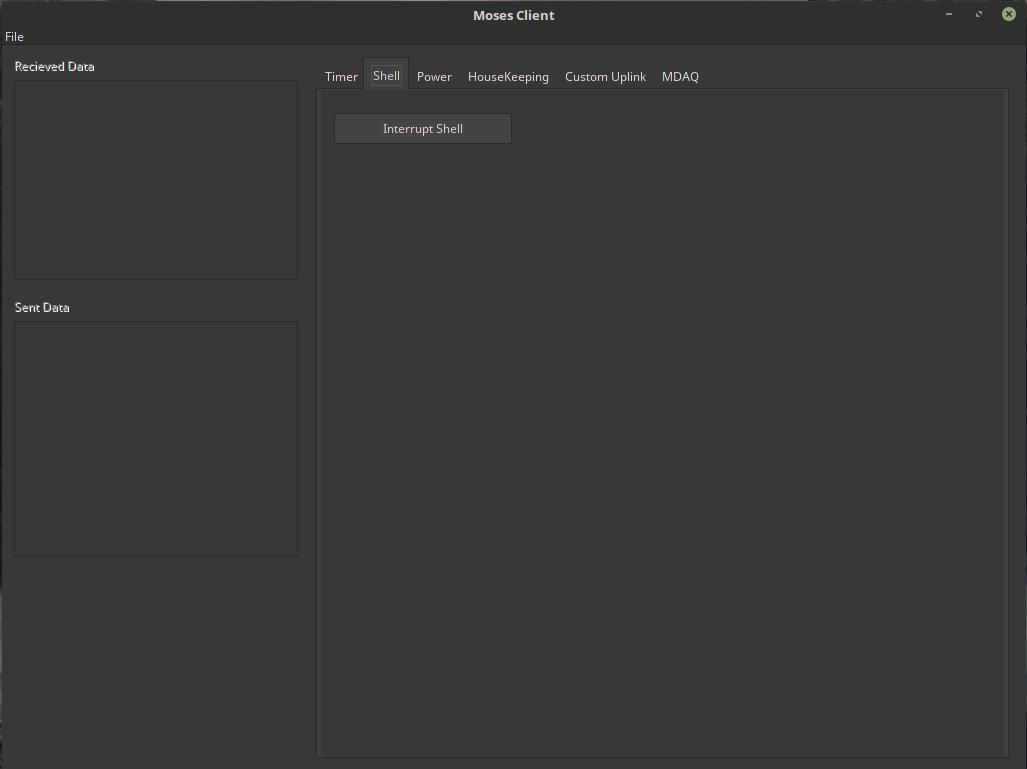 Moses Client
File
Recieved Data
Timer Shell Power HouseKeeping Custom Uplink MDAQ
Interrupt Shell
Sent Data